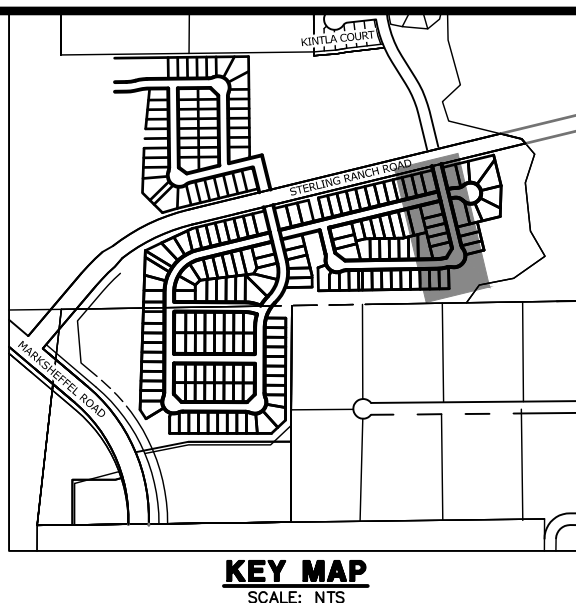 KINTLA COURT
STERLING RANCH ROAD
MARKSHEFFEL ROAD
KEY MAP
SCALE: NTS